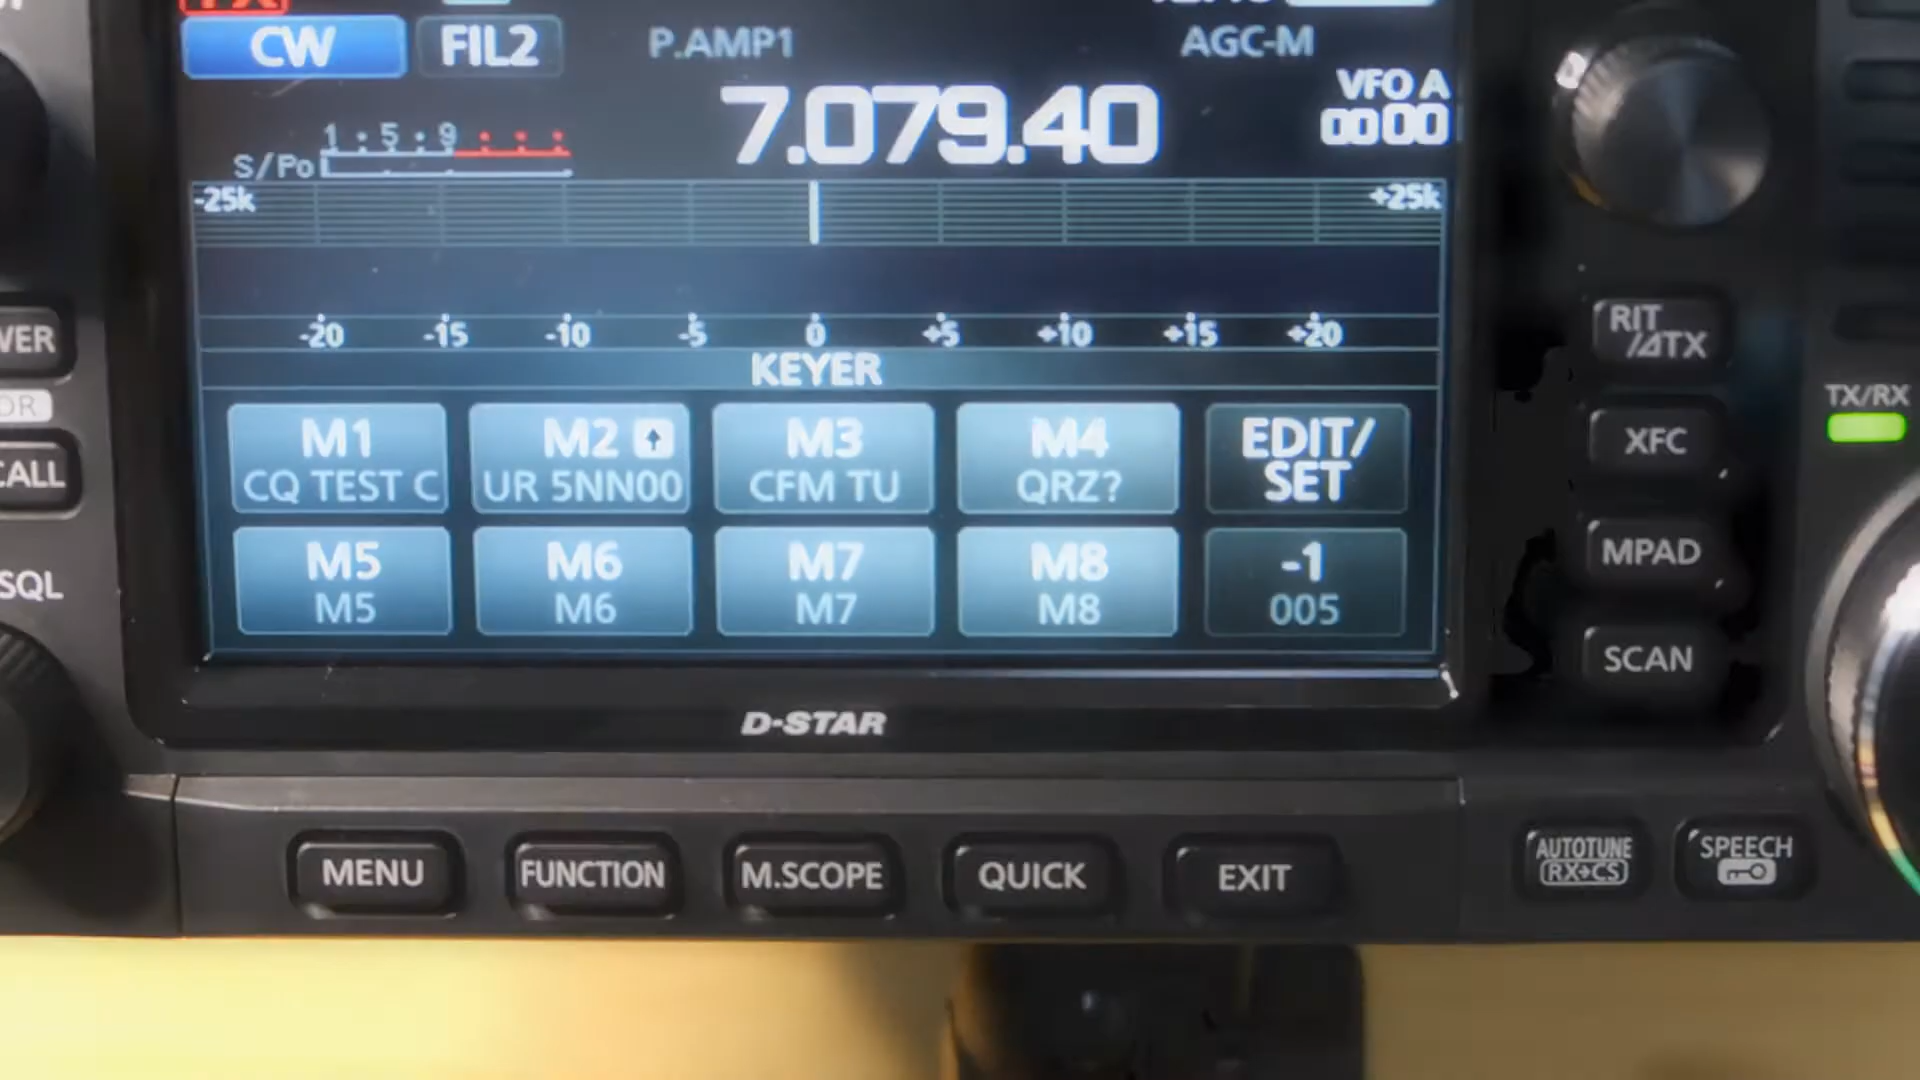 CW FIL2 P.AMP1 AGC-M
VFO A
7.079.40 0000
1 5 9
S/Po
-25k +25k
-20 -15 -10 -5 0 +5 +10 +15 +20
KEYER
M1 M2 M3 M4 EDIT/
CQ TEST C UR 5NN00 CFM TU QRZ? SET
M5 M6 M7 M8 -1
M5 M6 M7 M8 005
D-STAR
MENU FUNCTION M.SCOPE QUICK EXIT
CALL
SQL
RIT
/⊿TX
XFC
MPAD
SCAN
TX/RX
AUTOTUNE
RX→CS
SPEECH